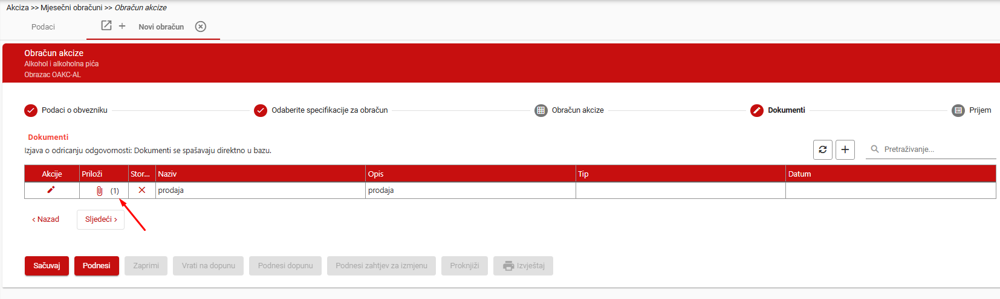 Akciza >> Mjesečni obračuni >> Obračun akcize
Podaci
Novi obračun
Obračun akcize
Alkohol i alkoholna pića
Obrazac OAKC-AL
Podaci o obvezniku
Odaberite specifikacije za obračun
Obračun akcize
Dokumenti
Prijem
Dokumenti
Izjava o odricanju odgovornosti: Dokumenti se spašavaju direktno u bazu.
Pretraživanje...
Akcije Priloži Stor... Naziv Opis Tip Datum
(1) prodaja prodaja
‹ Nazad
Sljedeći ›
Sačuvaj
Podnesi
Zaprimi
Vrati na dopunu
Podnesi dopunu
Podnesi zahtjev za izmjenu
Proknjiži
Izvještaj